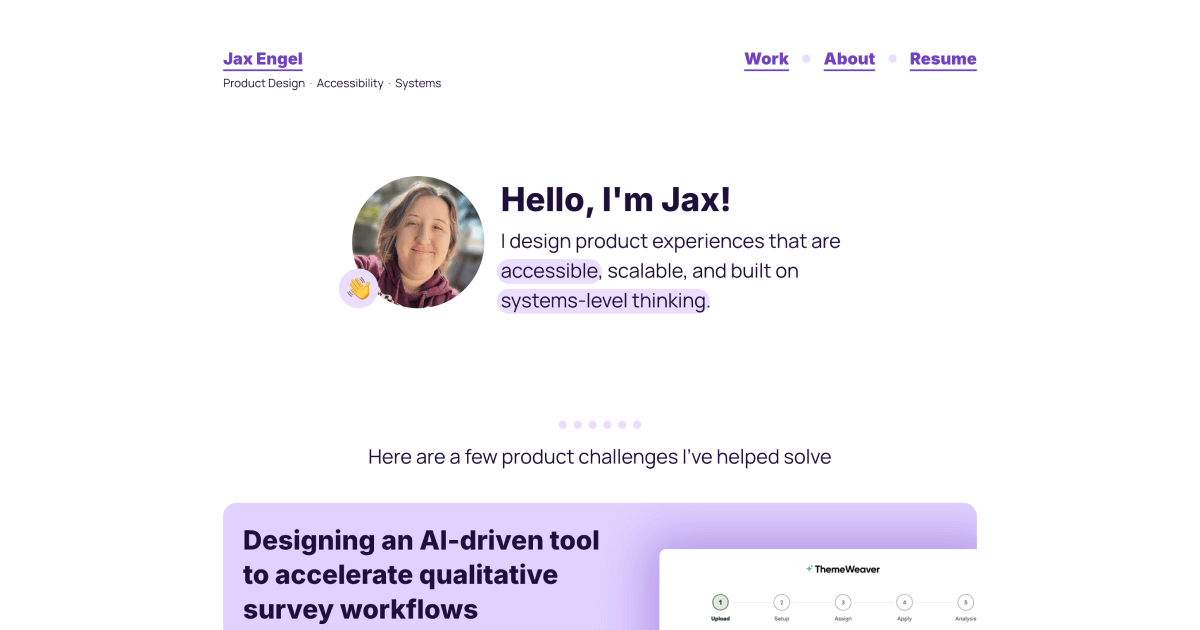 Jax Engel
Product Design · Accessibility · Systems
Work
About
Resume
Hello, I'm Jax!
I design product experiences that are
accessible, scalable, and built on
systems-level thinking.
Here are a few product challenges I've helped solve
Designing an AI-driven tool
to accelerate qualitative
survey workflows
ThemeWeaver
1 2 3 4 5
Upload Setup Assign Apply Analysis